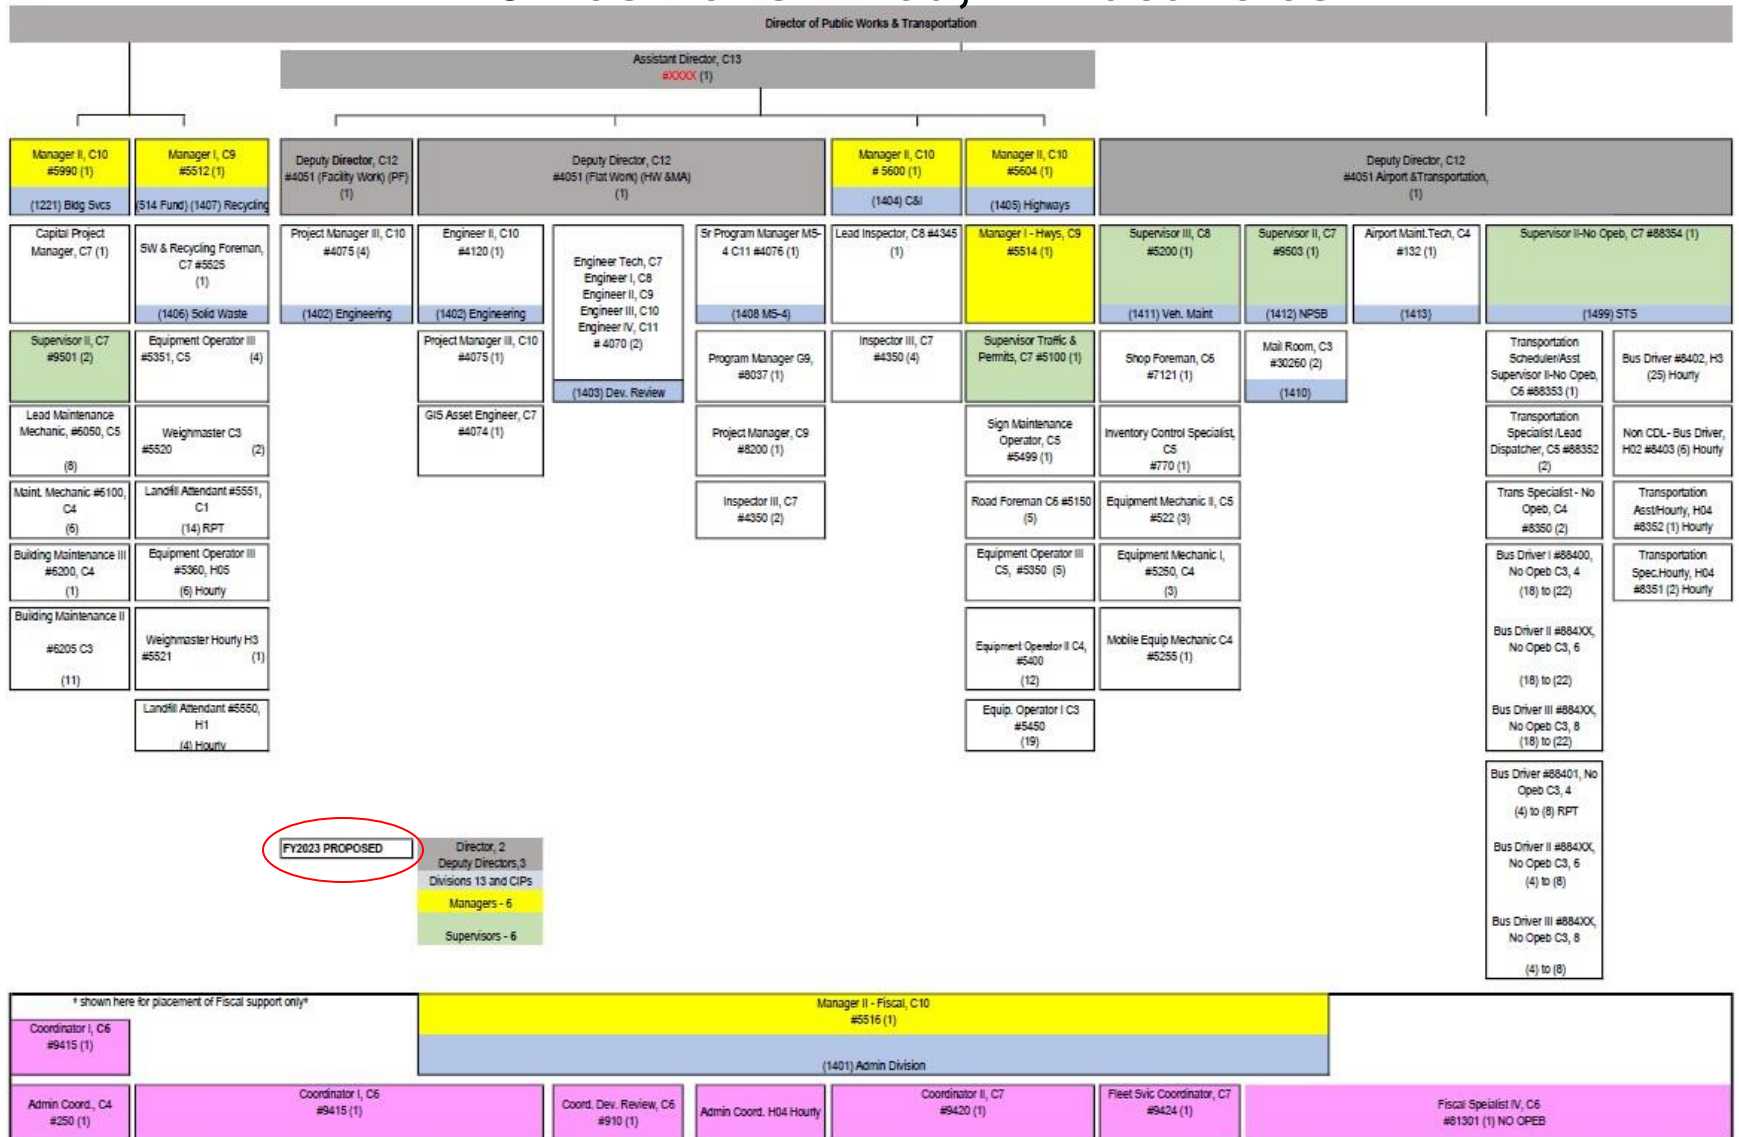 Director of Public Works & Transportation
Assistant Director, C13
#XXXX (1)
Manager II, C10
#5990 (1)
(1221) Bldg Svcs
Manager I, C9
#5512 (1)
(514 Fund) (1407) Recycling
Deputy Director, C12
#4051 (Facility Work) (PF)
(1)
Deputy Director, C12
#4051 (Flat Work) (HW &MA)
(1)
Manager II, C10
# 5600 (1)
(1404) C&I
Manager II, C10
#5604 (1)
(1405) Highways
Deputy Director, C12
#4051 Airport &Transportation,
(1)
Capital Project
Manager, C7 (1)
SW & Recycling Foreman,
C7 #5525
(1)
(1406) Solid Waste
Project Manager III, C10
#4075 (4)
(1402) Engineering
Engineer II, C10
#4120 (1)
(1402) Engineering
Engineer Tech, C7
Engineer I, C8
Engineer II, C9
Engineer III, C10
Engineer IV, C11
# 4070 (2)
(1403) Dev. Review
Sr Program Manager MS-
4 C11 #4076 (1)
(1408 MS-4)
Lead Inspector, C8 #4345
(1)
Manager I - Hwys, C9
#5514 (1)
Supervisor III, C8
#5200 (1)
(1411) Veh. Maint
Supervisor II, C7
#9503 (1)
(1412) NPSB
Airport Maint.Tech, C4
#132 (1)
(1413)
Supervisor II-No Opeb, C7 #88354 (1)
(1499) STS
Supervisor II, C7
#9501 (2)
Equipment Operator III
#5351, C5 (4)
Project Manager III, C10
#4075 (1)
Program Manager G9,
#8037 (1)
Inspector III, C7
#4350 (4)
Supervisor Traffic &
Permits, C7 #5100 (1)
Shop Foreman, C6
#7121 (1)
Mail Room, C3
#30260 (2)
(1410)
Transportation
Scheduler/Asst
Supervisor II-No Opeb,
C6 #88353 (1)
Bus Driver #8402, H3
(25) Hourly
Lead Maintenance
Mechanic, #6050, C5
(8)
Weighmaster C3
#5520 (2)
GIS Asset Engineer, C7
#4074 (1)
Project Manager, C9
#8200 (1)
Sign Maintenance
Operator, C5
#5499 (1)
Inventory Control Specialist,
C5
#770 (1)
Transportation
Specialist /Lead
Dispatcher, C5 #88352
(2)
Non CDL- Bus Driver,
H02 #8403 (6) Hourly
Maint. Mechanic #6100,
C4
(6)
Landfill Attendant #5551,
C1
(14) RPT
Inspector III, C7
#4350 (2)
Road Foreman C6 #5150
(5)
Equipment Mechanic II, C5
#522 (3)
Trans Specialist - No
Opeb, C4
#8350 (2)
Transportation
Asst/Hourly, H04
#8352 (1) Hourly
Building Maintenance III
#6200, C4
(1)
Equipment Operator III
#5360, H05
(6) Hourly
Equipment Operator III
C5, #5350 (5)
Equipment Mechanic I,
#5250, C4
(3)
Bus Driver I #88400,
No Opeb C3, 4
(18) to (22)
Transportation
Spec.Hourly, H04
#8351 (2) Hourly
Building Maintenance II
#6205 C3
(11)
Weighmaster Hourly H3
#5521 (1)
Equipment Operator II C4,
#5400
(12)
Mobile Equip Mechanic C4
#5255 (1)
Bus Driver II #884XX,
No Opeb C3, 6
(18) to (22)
Landfill Attendant #5550,
H1
(4) Hourly
Equip. Operator I C3
#5450
(19)
Bus Driver III #884XX,
No Opeb C3, 8
(18) to (22)
Bus Driver #88401, No
Opeb C3, 4
(4) to (8) RPT
Bus Driver II #884XX,
No Opeb C3, 6
(4) to (8)
Bus Driver III #884XX,
No Opeb C3, 8
(4) to (8)
FY2023 PROPOSED
Director, 2
Deputy Directors,3
Divisions 13 and CIPs
Managers - 6
Supervisors - 6
* shown here for placement of Fiscal support only*
Manager II - Fiscal, C10
#5516 (1)
(1401) Admin Division
Coordinator I, C6
#9415 (1)
Admin Coord., C4
#250 (1)
Coordinator I, C6
#9415 (1)
Coord. Dev. Review, C6
#910 (1)
Admin Coord. H04 Hourly
Coordinator II, C7
#9420 (1)
Fleet Svic Coordinator, C7
#9424 (1)
Fiscal Speialist IV, C6
#81301 (1) NO OPEB